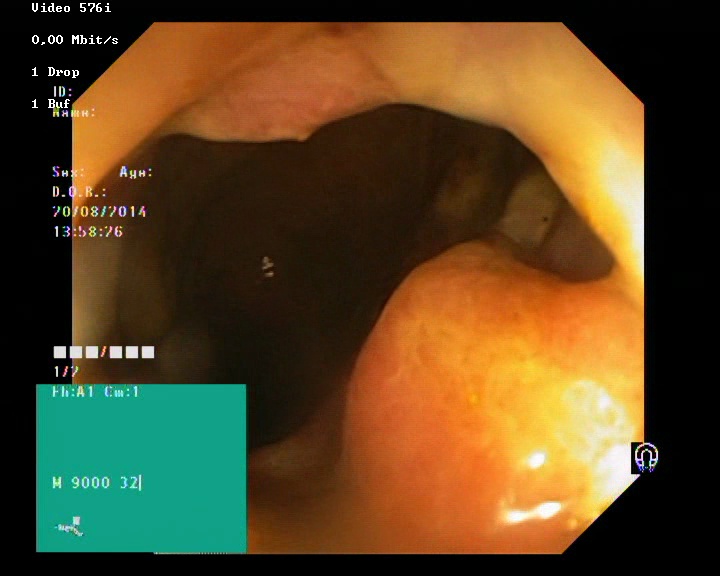 Video 576i
0,00 Mbit/s
1 Drop
ID:
1 Buf
Name:
Sex: Age:
D.O.B.:
20/08/2014
13:58:26
1/2
Eh:A1 Cm:1
M 9000 32